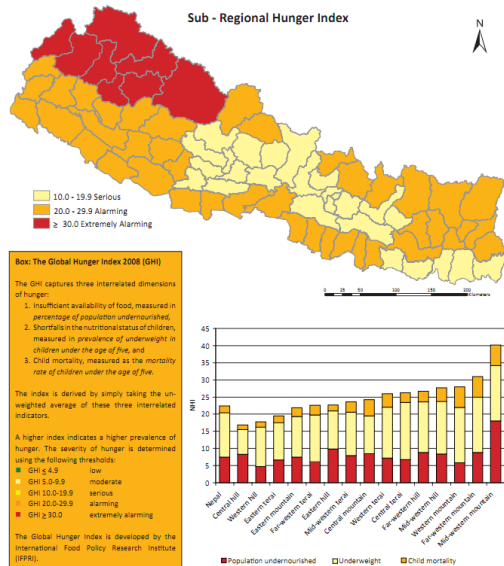 Sub - Regional Hunger Index
N
10.0 - 19.9 Serious
20.0 - 29.9 Alarming
≥ 30.0 Extremely Alarming
0 25 50 100 150 200
Box: The Global Hunger Index 2008 (GHI)
The GHI captures three interrelated dimensions
of hunger:
1. Insufficient availability of food, measured in
percentage of population undernourished,
2. Shortfalls in the nutritional status of children,
measured in prevalence of underweight in
children under the age of five, and
3. Child mortality, measured as the mortality
rate of children under the age of five.
The index is derived by simply taking the un-
weighted average of these three interrelated
indicators.
A higher index indicates a higher prevalence of
hunger. The severity of hunger is determined
using the following thresholds:
GHI ≤ 4.9 low
GHI 5.0-9.9 moderate
GHI 10.0-19.9 serious
GHI 20.0-29.9 alarming
GHI ≥ 30.0 extremely alarming
The Global Hunger Index is developed by the
International Food Policy Research Institute
(IFPRI).
NHI
45
40
35
30
25
20
15
10
5
0
Nepal
Central hill
Western hill
Eastern terai
Eastern mountain
Far-western terai
Eastern hill
Mid-western terai
Central mountain
Western terai
Central terai
Far-western hill
Mid-western hill
Western mountain
Far-western mountain
Mid-western mountain
Population undernourished
Underweight
Child mortality